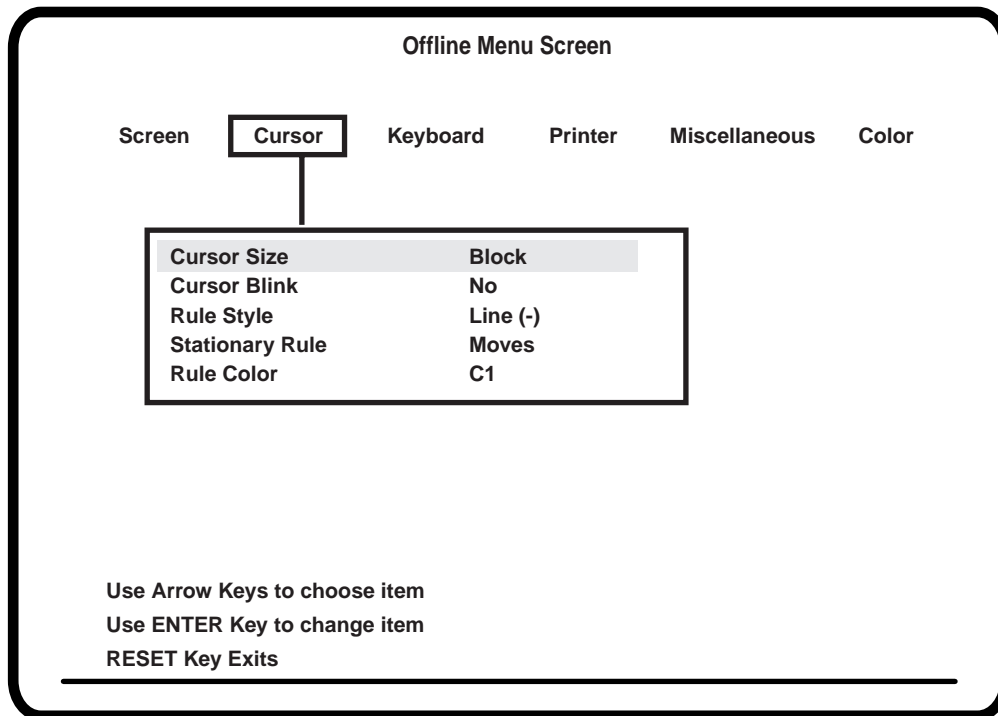 Offline Menu Screen
Screen Cursor Keyboard Printer Miscellaneous Color
Cursor Size Block
Cursor Blink No
Rule Style Line (-)
Stationary Rule Moves
Rule Color C1
Use Arrow Keys to choose item
Use ENTER Key to change item
RESET Key Exits